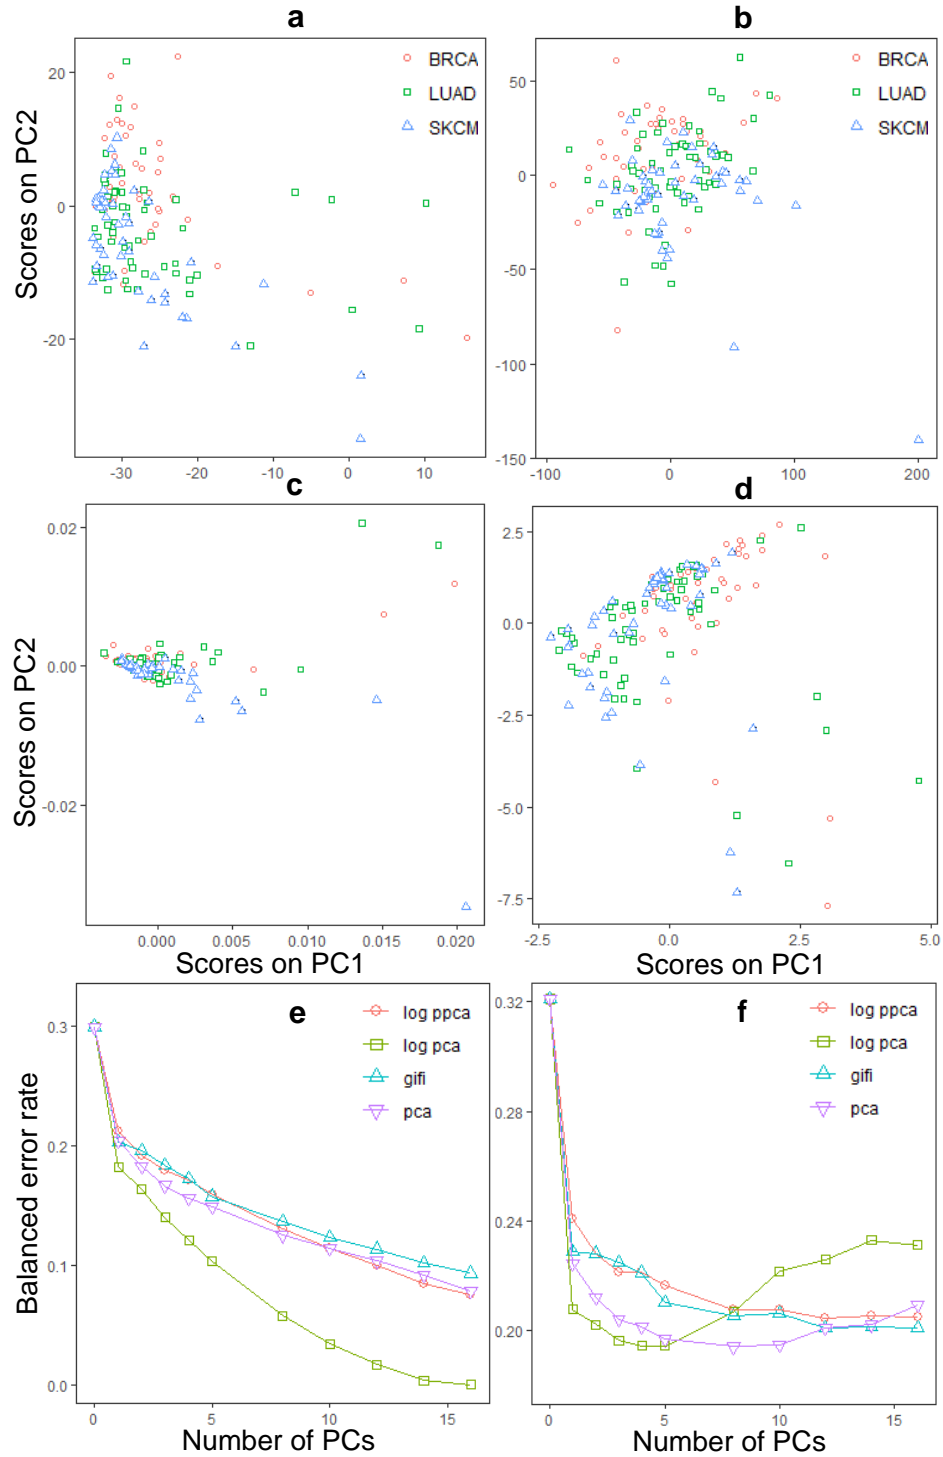 a
b
BRCA
LUAD
SKCM
BRCA
LUAD
SKCM
Scores on PC2
20
0
-20
50
0
-50
-100
-150
-30
-20
-10
0
10
-100
0
100
200
c
d
Scores on PC2
0.02
0.00
-0.02
2.5
0.0
-2.5
-5.0
-7.5
0.000
0.005
0.010
0.015
0.020
-2.5
0.0
2.5
5.0
Scores on PC1
Scores on PC1
e
f
log ppca
log pca
gifi
pca
log ppca
log pca
gifi
pca
Balanced error rate
0.3
0.2
0.1
0.0
0.32
0.28
0.24
0.20
0
5
10
15
0
5
10
15
Number of PCs
Number of PCs